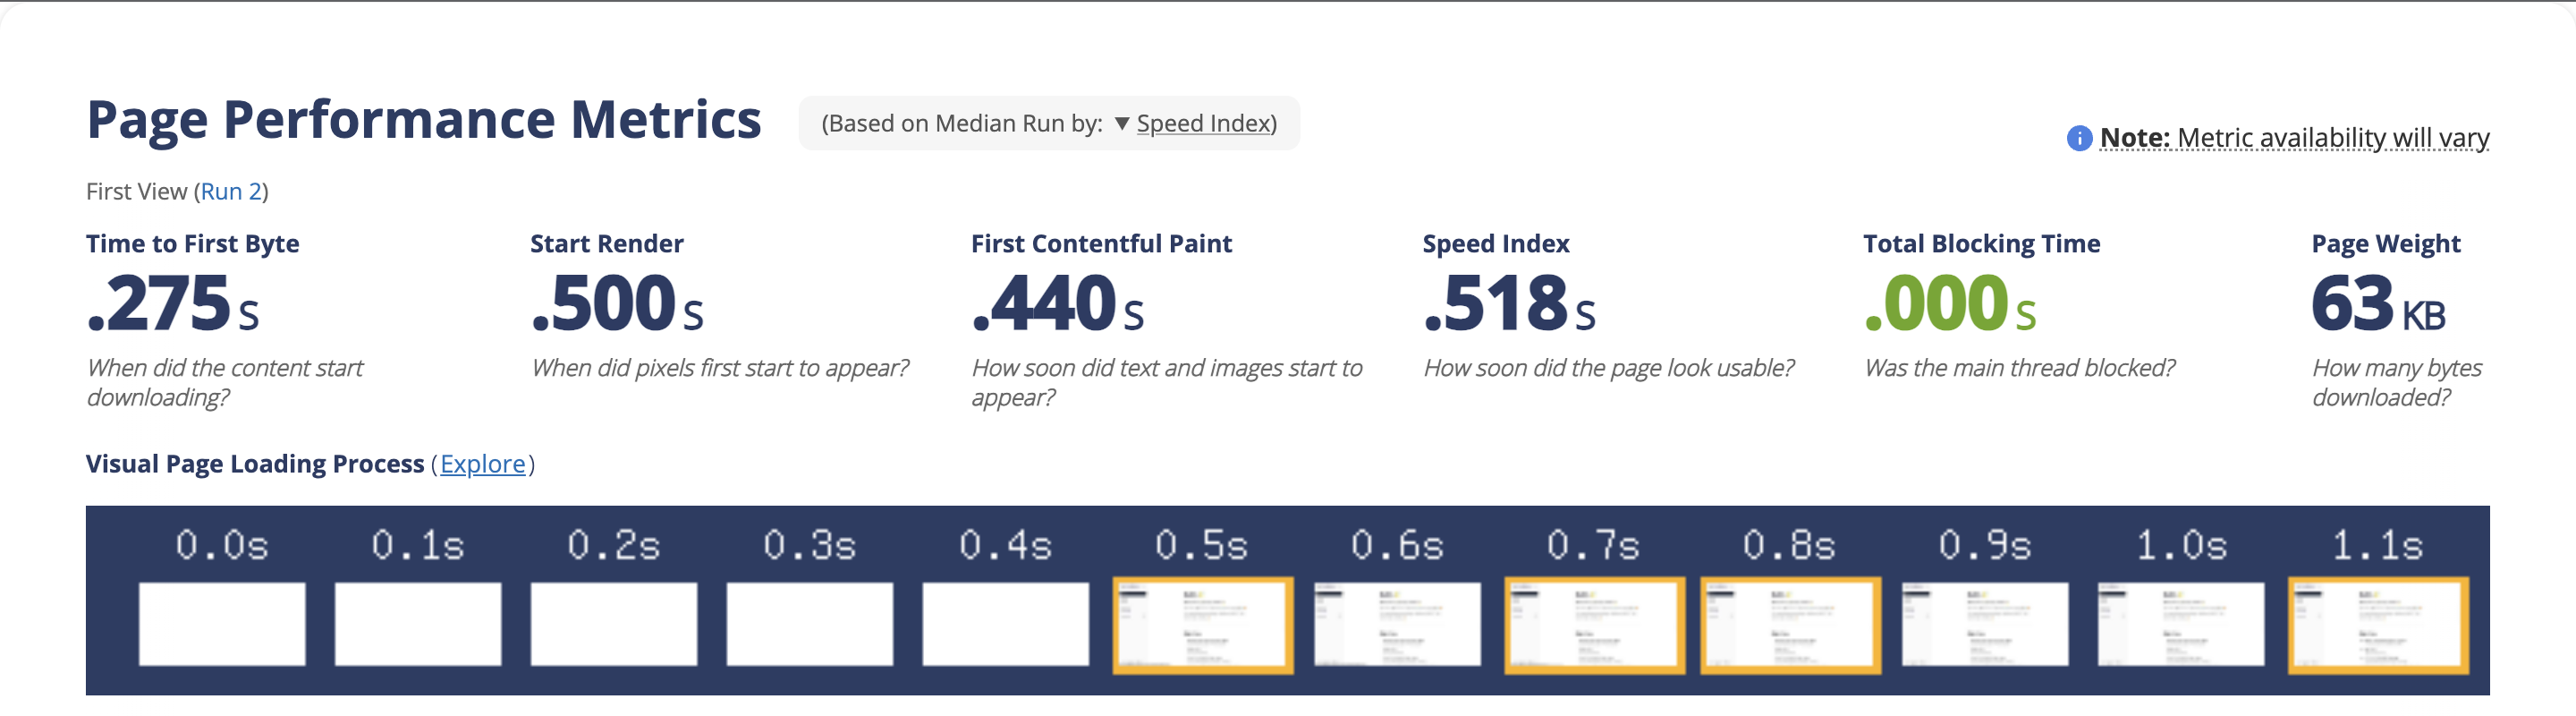 Page Performance Metrics
(Based on Median Run by: ▼ Speed Index)
Note: Metric availability will vary
First View (Run 2)
Time to First Byte
.275 s
When did the content start
downloading?
Start Render
.500 s
When did pixels first start to appear?
First Contentful Paint
.440 s
How soon did text and images start to
appear?
Speed Index
.518 s
How soon did the page look usable?
Total Blocking Time
.000 s
Was the main thread blocked?
Page Weight
63 KB
How many bytes
downloaded?
Visual Page Loading Process (Explore)
0.0s 0.1s 0.2s 0.3s 0.4s 0.5s 0.6s 0.7s 0.8s 0.9s 1.0s 1.1s